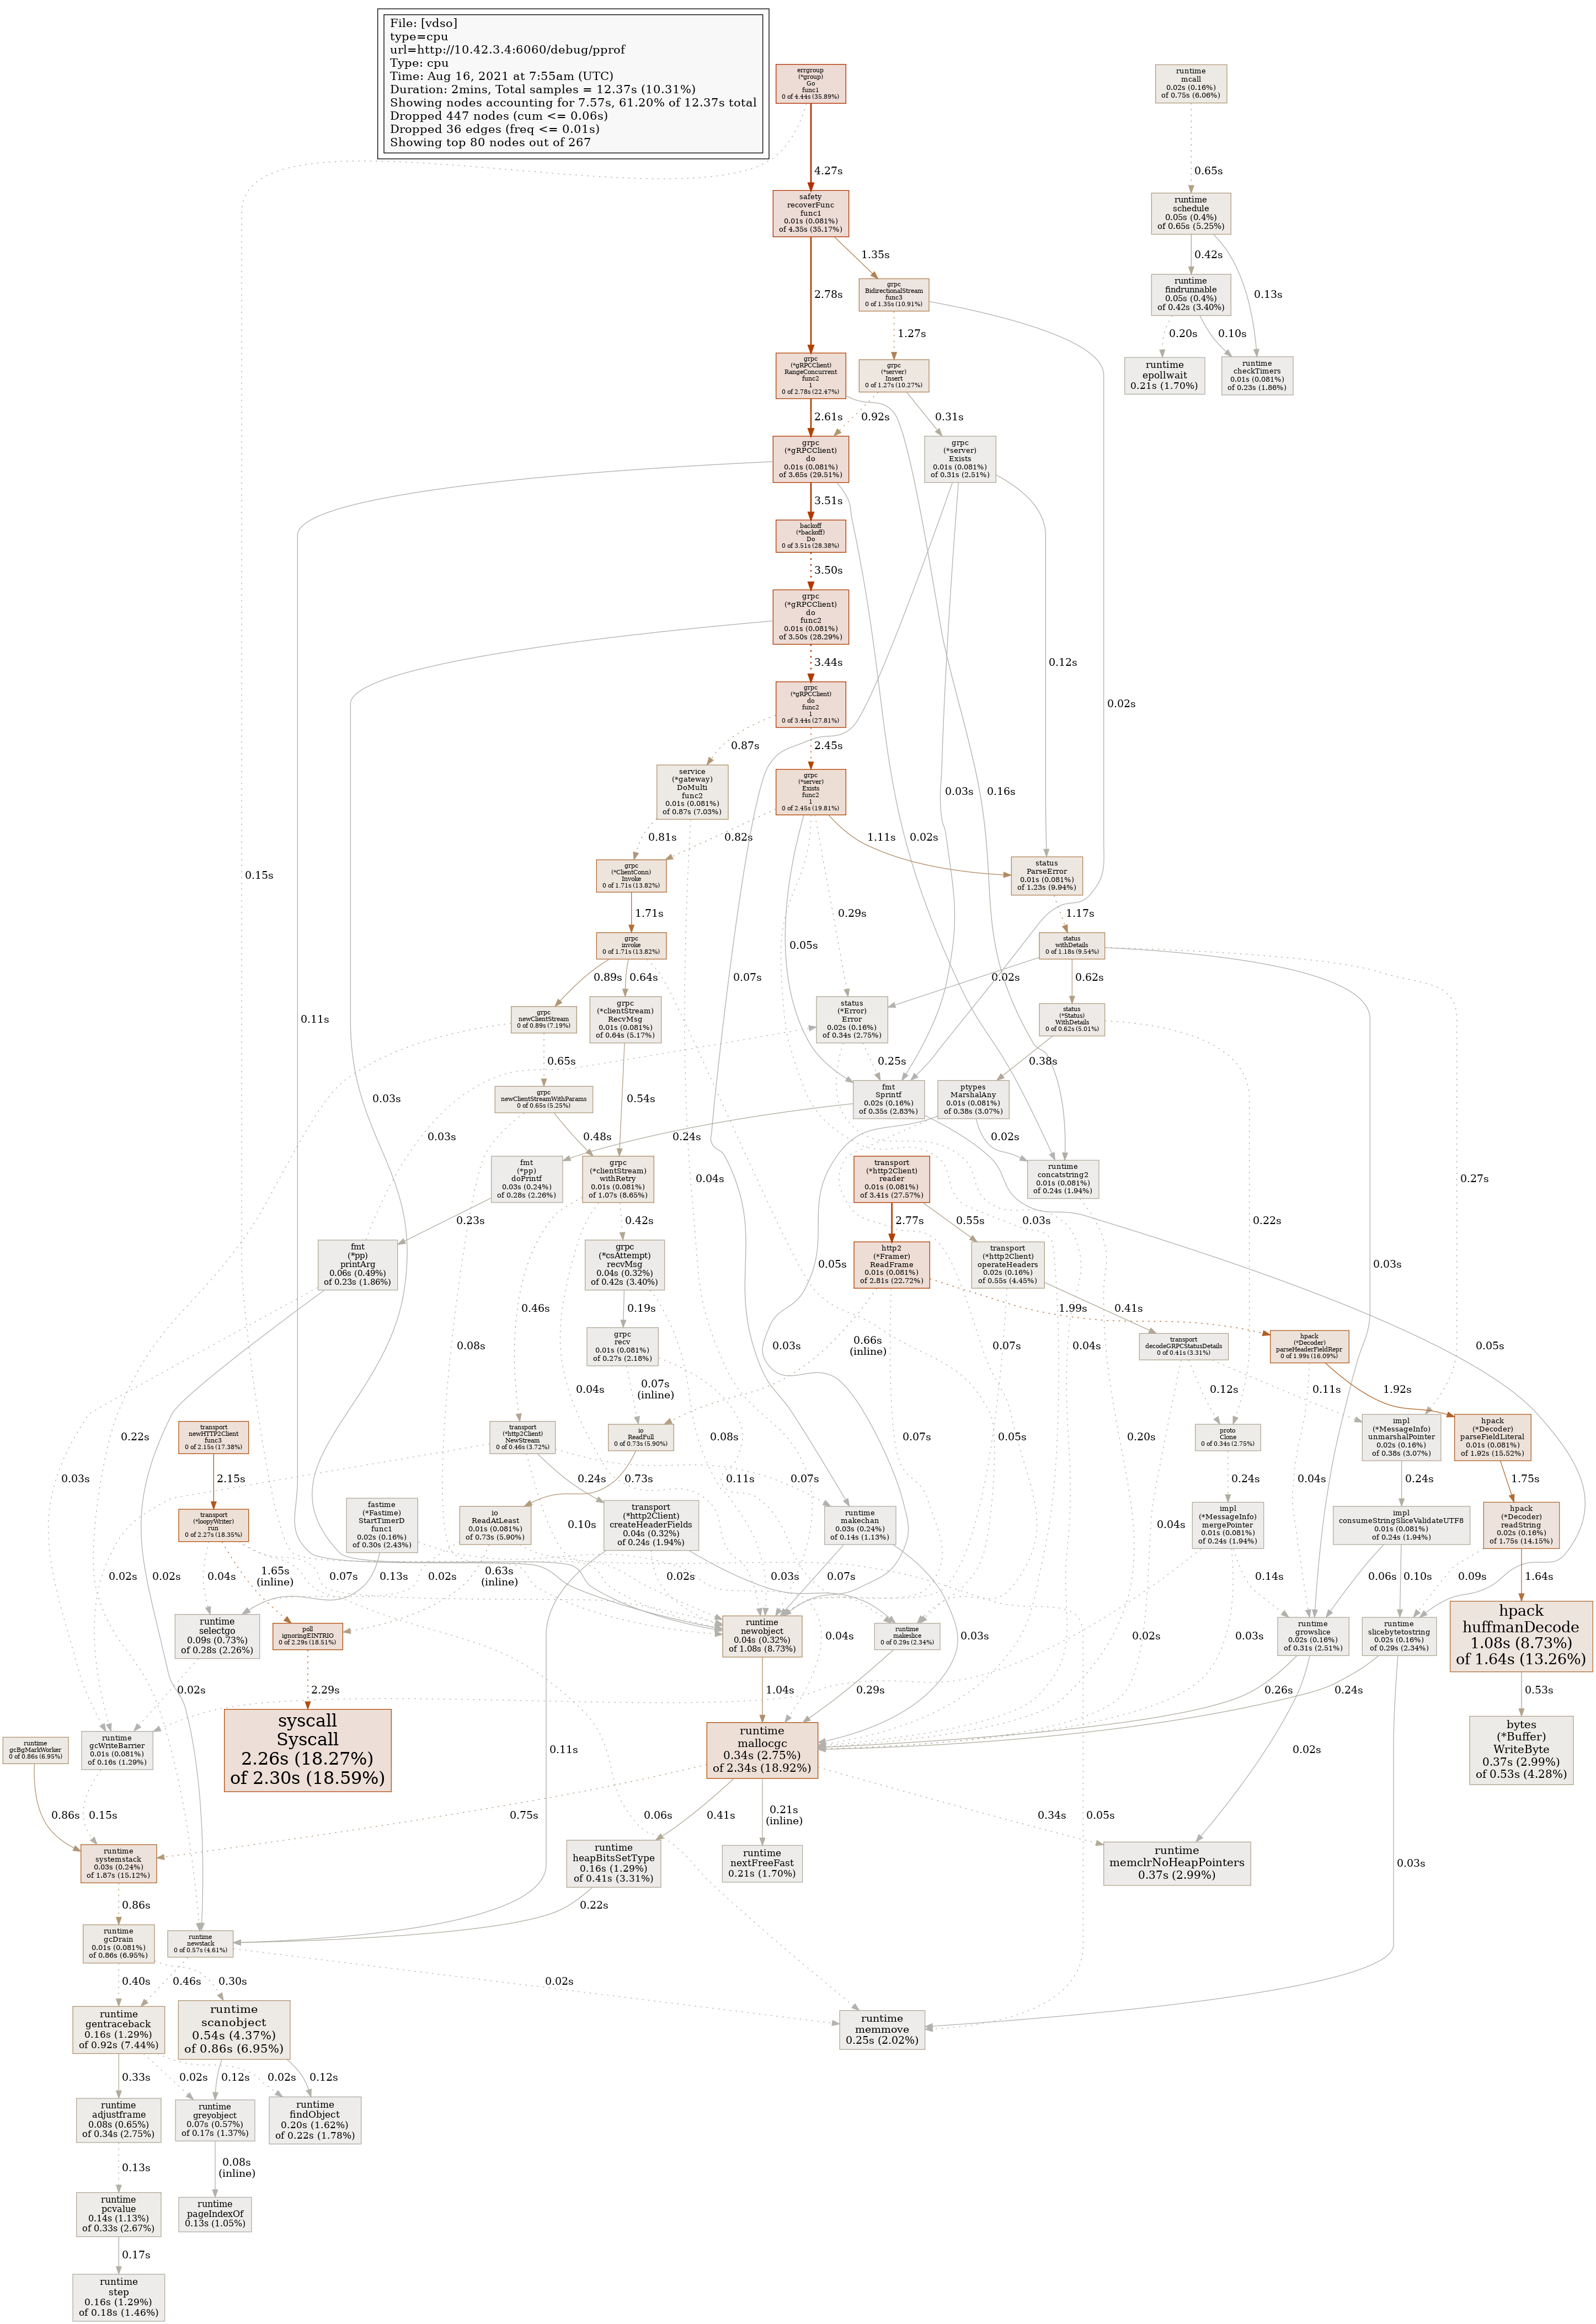 File: [vdso]
type=cpu
url=http://10.42.3.4:6060/debug/pprof
Type: cpu
Time: Aug 16, 2021 at 7:55am (UTC)
Duration: 2mins, Total samples = 12.37s (10.31%)
Showing nodes accounting for 7.57s, 61.20% of 12.37s total
Dropped 447 nodes (cum <= 0.06s)
Dropped 36 edges (freq <= 0.01s)
Showing top 80 nodes out of 267
errgroup
(*group)
Go
func1
0 of 4.44s (35.89%)
runtime
mcall
0.02s (0.16%)
of 0.75s (6.06%)
4.27s
0.65s
safety
recoverFunc
func1
0.01s (0.081%)
of 4.35s (35.17%)
runtime
schedule
0.05s (0.4%)
of 0.65s (5.25%)
1.35s
0.42s
2.78s
0.13s
grpc
BidirectionalStream
func3
0 of 1.35s (10.91%)
runtime
findrunnable
0.05s (0.4%)
of 0.42s (3.40%)
1.27s
0.20s
0.10s
grpc
(*gRPCClient)
RangeConcurrent
func2
1
0 of 2.78s (22.47%)
grpc
(*server)
Insert
0 of 1.27s (10.27%)
runtime
epollwait
0.21s (1.70%)
runtime
checkTimers
0.01s (0.081%)
of 0.23s (1.86%)
2.61s
0.92s
0.31s
grpc
(*gRPCClient)
do
0.01s (0.081%)
of 3.65s (29.51%)
grpc
(*server)
Exists
0.01s (0.081%)
of 0.31s (2.51%)
3.51s
backoff
(*backoff)
Do
0 of 3.51s (28.38%)
3.50s
grpc
(*gRPCClient)
do
func2
0.01s (0.081%)
of 3.50s (28.29%)
3.44s
0.12s
grpc
(*gRPCClient)
do
func2
1
0 of 3.44s (27.81%)
0.02s
0.87s
2.45s
service
(*gateway)
DoMulti
func2
0.01s (0.081%)
of 0.87s (7.03%)
grpc
(*server)
Exists
func2
1
0 of 2.45s (19.81%)
0.03s
0.16s
0.81s
0.82s
1.11s
0.02s
0.15s
grpc
(*ClientConn)
Invoke
0 of 1.71s (13.82%)
status
ParseError
0.01s (0.081%)
of 1.23s (9.94%)
1.71s
0.29s
1.17s
grpc
invoke
0 of 1.71s (13.82%)
0.05s
status
withDetails
0 of 1.18s (9.54%)
0.89s
0.64s
0.07s
0.02s
0.62s
0.11s
grpc
newClientStream
0 of 0.89s (7.19%)
grpc
(*clientStream)
RecvMsg
0.01s (0.081%)
of 0.64s (5.17%)
status
(*Error)
Error
0.02s (0.16%)
of 0.34s (2.75%)
status
(*Status)
WithDetails
0 of 0.62s (5.01%)
0.65s
0.25s
0.38s
0.03s
grpc
newClientStreamWithParams
0 of 0.65s (5.25%)
0.54s
fmt
Sprintf
0.02s (0.16%)
of 0.35s (2.83%)
ptypes
MarshalAny
0.01s (0.081%)
of 0.38s (3.07%)
0.03s
0.48s
0.24s
0.02s
fmt
(*pp)
doPrintf
0.03s (0.24%)
of 0.28s (2.26%)
grpc
(*clientStream)
withRetry
0.01s (0.081%)
of 1.07s (8.65%)
0.04s
transport
(*http2Client)
reader
0.01s (0.081%)
of 3.41s (27.57%)
runtime
concatstring2
0.01s (0.081%)
of 0.24s (1.94%)
0.27s
0.23s
0.42s
2.77s
0.55s
0.03s
0.22s
fmt
(*pp)
printArg
0.06s (0.49%)
of 0.23s (1.86%)
grpc
(*csAttempt)
recvMsg
0.04s (0.32%)
of 0.42s (3.40%)
0.05s
http2
(*Framer)
ReadFrame
0.01s (0.081%)
of 2.81s (22.72%)
transport
(*http2Client)
operateHeaders
0.02s (0.16%)
of 0.55s (4.45%)
0.03s
0.46s
0.19s
1.99s
0.41s
0.08s
grpc
recv
0.01s (0.081%)
of 0.27s (2.18%)
0.03s
0.66s
(inline)
0.07s
0.04s
0.20s
transport
decodeGRPCStatusDetails
0 of 0.41s (3.31%)
hpack
(*Decoder)
parseHeaderFieldRepr
0 of 1.99s (16.09%)
0.05s
0.04s
0.07s
(inline)
0.12s
0.11s
1.92s
0.22s
transport
newHTTP2Client
func3
0 of 2.15s (17.38%)
transport
(*http2Client)
NewStream
0 of 0.46s (3.72%)
io
ReadFull
0 of 0.73s (5.90%)
0.08s
0.07s
proto
Clone
0 of 0.34s (2.75%)
impl
(*MessageInfo)
unmarshalPointer
0.02s (0.16%)
of 0.38s (3.07%)
hpack
(*Decoder)
parseFieldLiteral
0.01s (0.081%)
of 1.92s (15.52%)
0.03s
2.15s
0.24s
0.73s
0.11s
0.07s
0.05s
0.24s
0.04s
0.24s
1.75s
transport
(*loopyWriter)
run
0 of 2.27s (18.35%)
fastime
(*Fastime)
StartTimerD
func1
0.02s (0.16%)
of 0.30s (2.43%)
io
ReadAtLeast
0.01s (0.081%)
of 0.73s (5.90%)
0.10s
transport
(*http2Client)
createHeaderFields
0.04s (0.32%)
of 0.24s (1.94%)
runtime
makechan
0.03s (0.24%)
of 0.14s (1.13%)
0.04s
impl
(*MessageInfo)
mergePointer
0.01s (0.081%)
of 0.24s (1.94%)
impl
consumeStringSliceValidateUTF8
0.01s (0.081%)
of 0.24s (1.94%)
hpack
(*Decoder)
readString
0.02s (0.16%)
of 1.75s (14.15%)
0.02s
0.02s
0.04s
1.65s
(inline)
0.07s
0.13s
0.02s
0.63s
(inline)
0.02s
0.03s
0.07s
0.14s
0.06s
0.10s
0.09s
1.64s
runtime
selectgo
0.09s (0.73%)
of 0.28s (2.26%)
poll
ignoringEINTRIO
0 of 2.29s (18.51%)
runtime
newobject
0.04s (0.32%)
of 1.08s (8.73%)
0.04s
runtime
makeslice
0 of 0.29s (2.34%)
0.03s
0.02s
0.03s
runtime
growslice
0.02s (0.16%)
of 0.31s (2.51%)
runtime
slicebytetostring
0.02s (0.16%)
of 0.29s (2.34%)
hpack
huffmanDecode
1.08s (8.73%)
of 1.64s (13.26%)
0.02s
2.29s
1.04s
0.29s
0.26s
0.24s
0.53s
runtime
gcBgMarkWorker
0 of 0.86s (6.95%)
runtime
gcWriteBarrier
0.01s (0.081%)
of 0.16s (1.29%)
syscall
Syscall
2.26s (18.27%)
of 2.30s (18.59%)
0.11s
runtime
mallocgc
0.34s (2.75%)
of 2.34s (18.92%)
0.02s
bytes
(*Buffer)
WriteByte
0.37s (2.99%)
of 0.53s (4.28%)
0.86s
0.15s
0.75s
0.06s
0.41s
0.21s
(inline)
0.34s
0.05s
runtime
systemstack
0.03s (0.24%)
of 1.87s (15.12%)
runtime
heapBitsSetType
0.16s (1.29%)
of 0.41s (3.31%)
runtime
nextFreeFast
0.21s (1.70%)
runtime
memclrNoHeapPointers
0.37s (2.99%)
0.03s
0.86s
0.22s
runtime
gcDrain
0.01s (0.081%)
of 0.86s (6.95%)
runtime
newstack
0 of 0.57s (4.61%)
0.40s
0.46s
0.30s
0.02s
runtime
gentraceback
0.16s (1.29%)
of 0.92s (7.44%)
runtime
scanobject
0.54s (4.37%)
of 0.86s (6.95%)
runtime
memmove
0.25s (2.02%)
0.33s
0.02s
0.12s
0.02s
0.12s
runtime
adjustframe
0.08s (0.65%)
of 0.34s (2.75%)
runtime
greyobject
0.07s (0.57%)
of 0.17s (1.37%)
runtime
findObject
0.20s (1.62%)
of 0.22s (1.78%)
0.13s
0.08s
(inline)
runtime
pcvalue
0.14s (1.13%)
of 0.33s (2.67%)
runtime
pageIndexOf
0.13s (1.05%)
0.17s
runtime
step
0.16s (1.29%)
of 0.18s (1.46%)